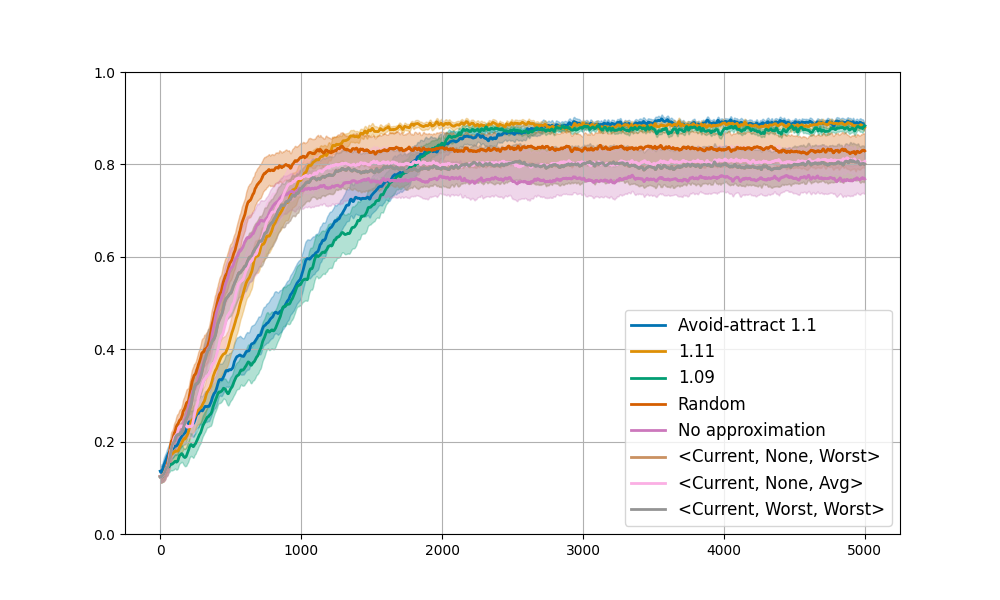 1.0
0.8
0.6
0.4
0.2
0.0
0 1000 2000 3000 4000 5000
Avoid-attract 1.1
1.11
1.09
Random
No approximation
<Current, None, Worst>
<Current, None, Avg>
<Current, Worst, Worst>